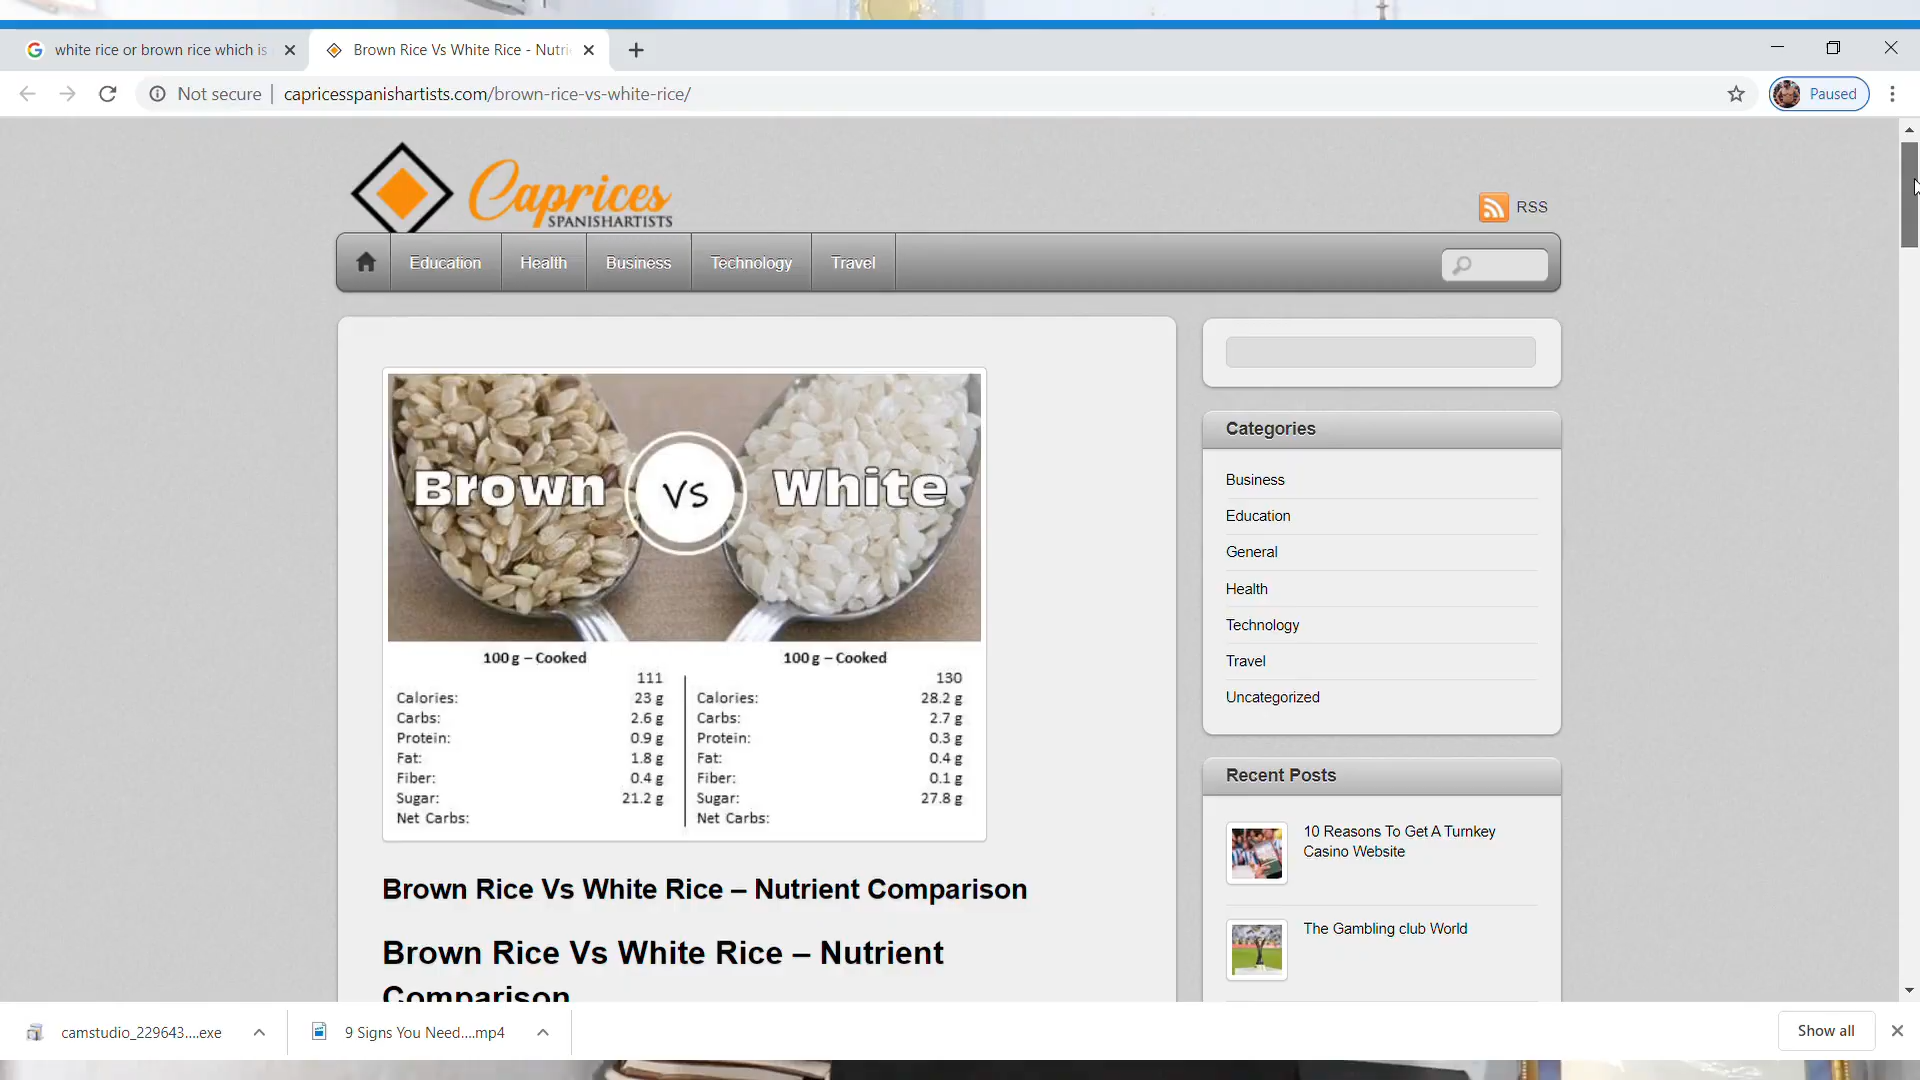 white rice or brown rice which is
Brown Rice Vs White Rice - Nutri
Not secure
capricesspanishartists.com/brown-rice-vs-white-rice/
Paused
Caprices
SPANISHARTISTS
RSS
Education
Health
Business
Technology
Travel
Brown
VS
White
100 g – Cooked
111
Calories: 23 g
Carbs: 2.6 g
Protein: 0.9 g
Fat: 1.8 g
Fiber: 0.4 g
Sugar: 21.2 g
Net Carbs:
100 g – Cooked
130
Calories: 28.2 g
Carbs: 2.7 g
Protein: 0.3 g
Fat: 0.4 g
Fiber: 0.1 g
Sugar: 27.8 g
Net Carbs:
Brown Rice Vs White Rice – Nutrient Comparison
Brown Rice Vs White Rice – Nutrient
Comparison
Categories
Business
Education
General
Health
Technology
Travel
Uncategorized
Recent Posts
10 Reasons To Get A Turnkey
Casino Website
The Gambling club World
camstudio_229643....exe
9 Signs You Need....mp4
Show all